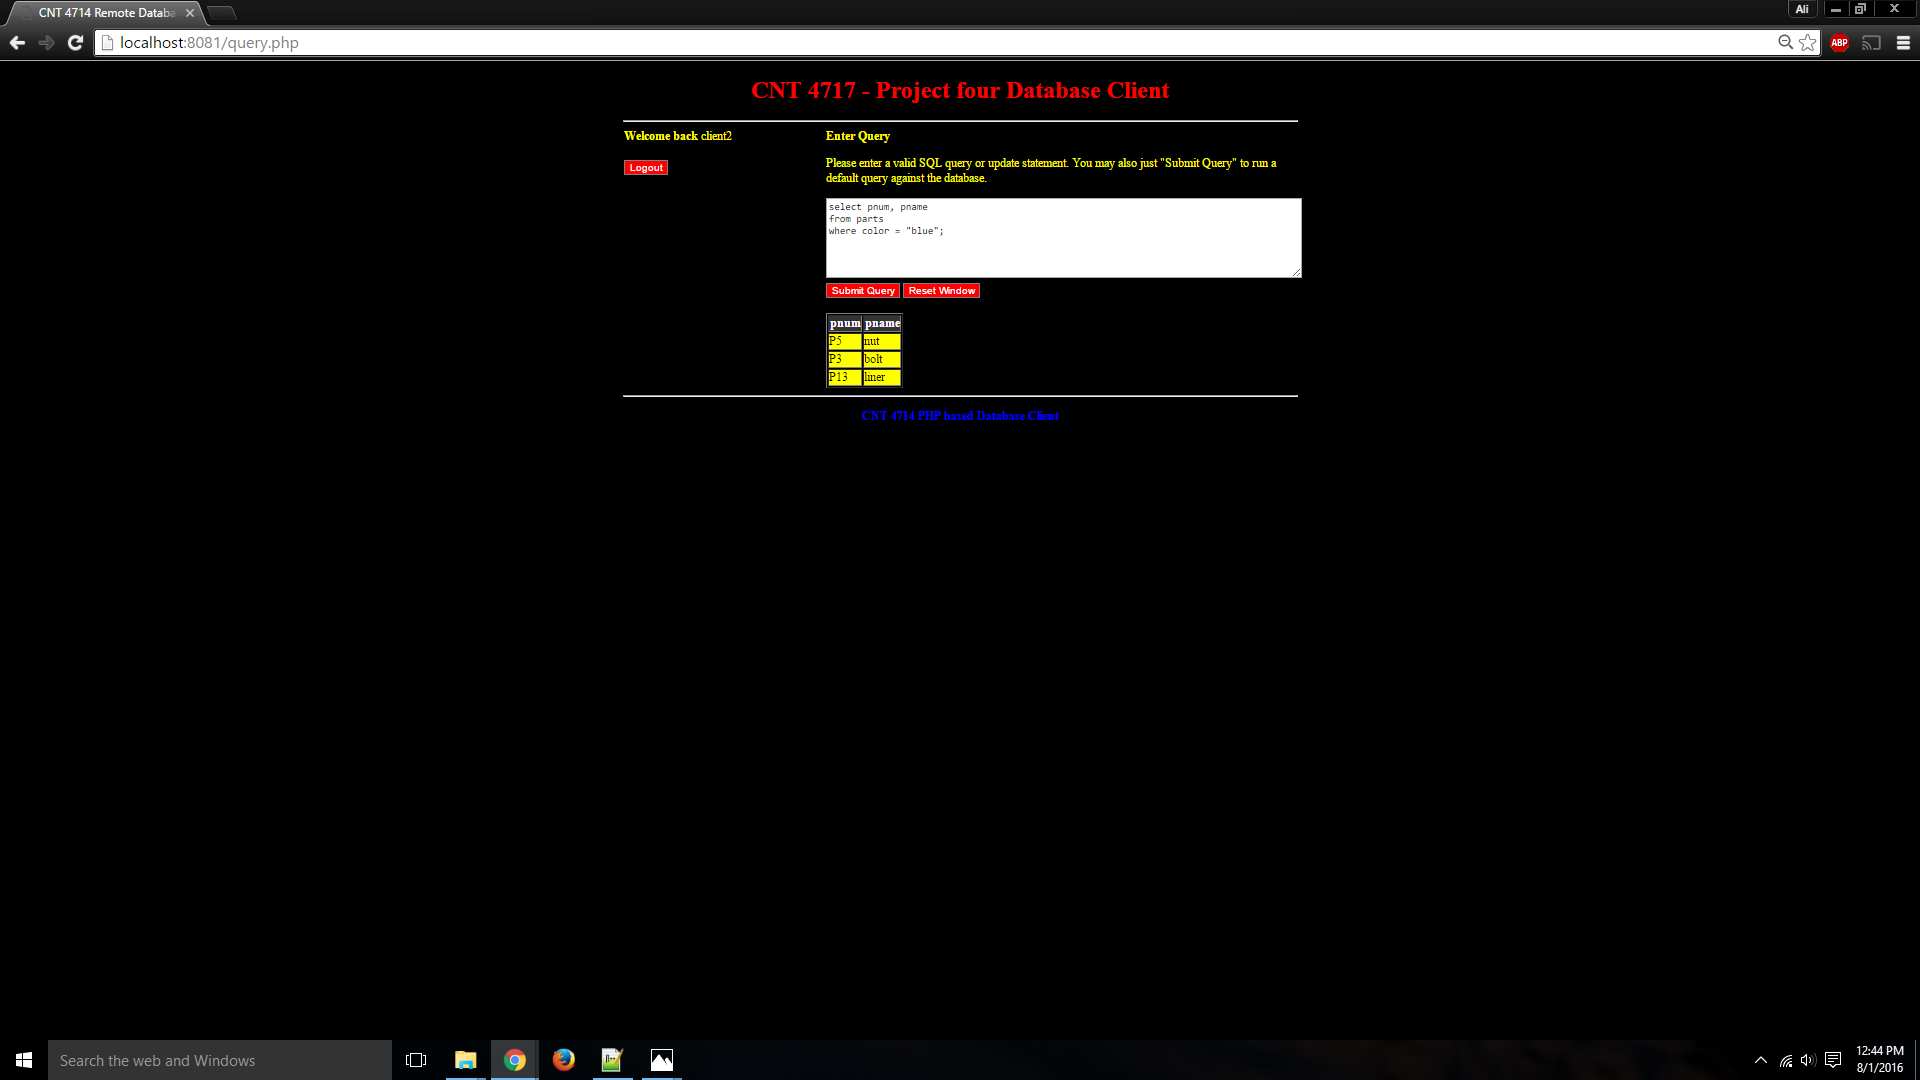 CNT 4714 Remote Databa
Ali
localhost:8081/query.php
ABP
CNT 4717 - Project four Database Client
Welcome back client2
Logout
Enter Query
Please enter a valid SQL query or update statement. You may also just "Submit Query" to run a
default query against the database.
select pnum, pname
from parts
where color = "blue";
Submit Query Reset Window
pnum pname
P5 nut
P3 bolt
P13 liner
CNT 4714 PHP based Database Client
Search the web and Windows
12:44 PM
8/1/2016